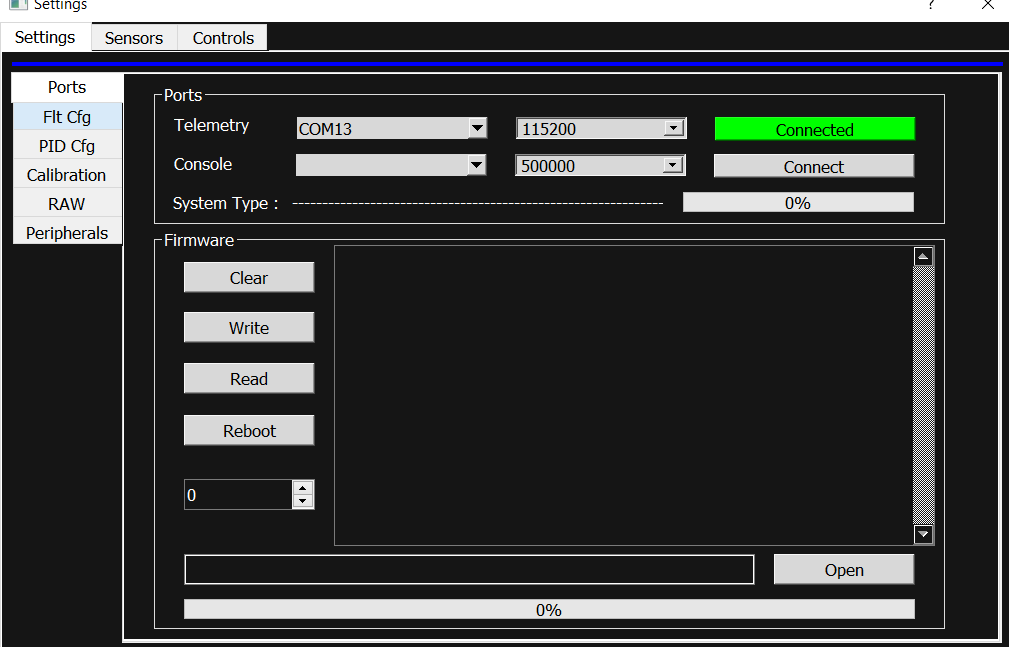 Settings
?
Settings Sensors Controls
Ports
Flt Cfg
PID Cfg
Calibration
RAW
Peripherals
Ports
Telemetry COM13 115200 Connected
Console 500000 Connect
System Type : -------------------------------------------------------------- 0%
Firmware
Clear
Write
Read
Reboot
0
Open
0%